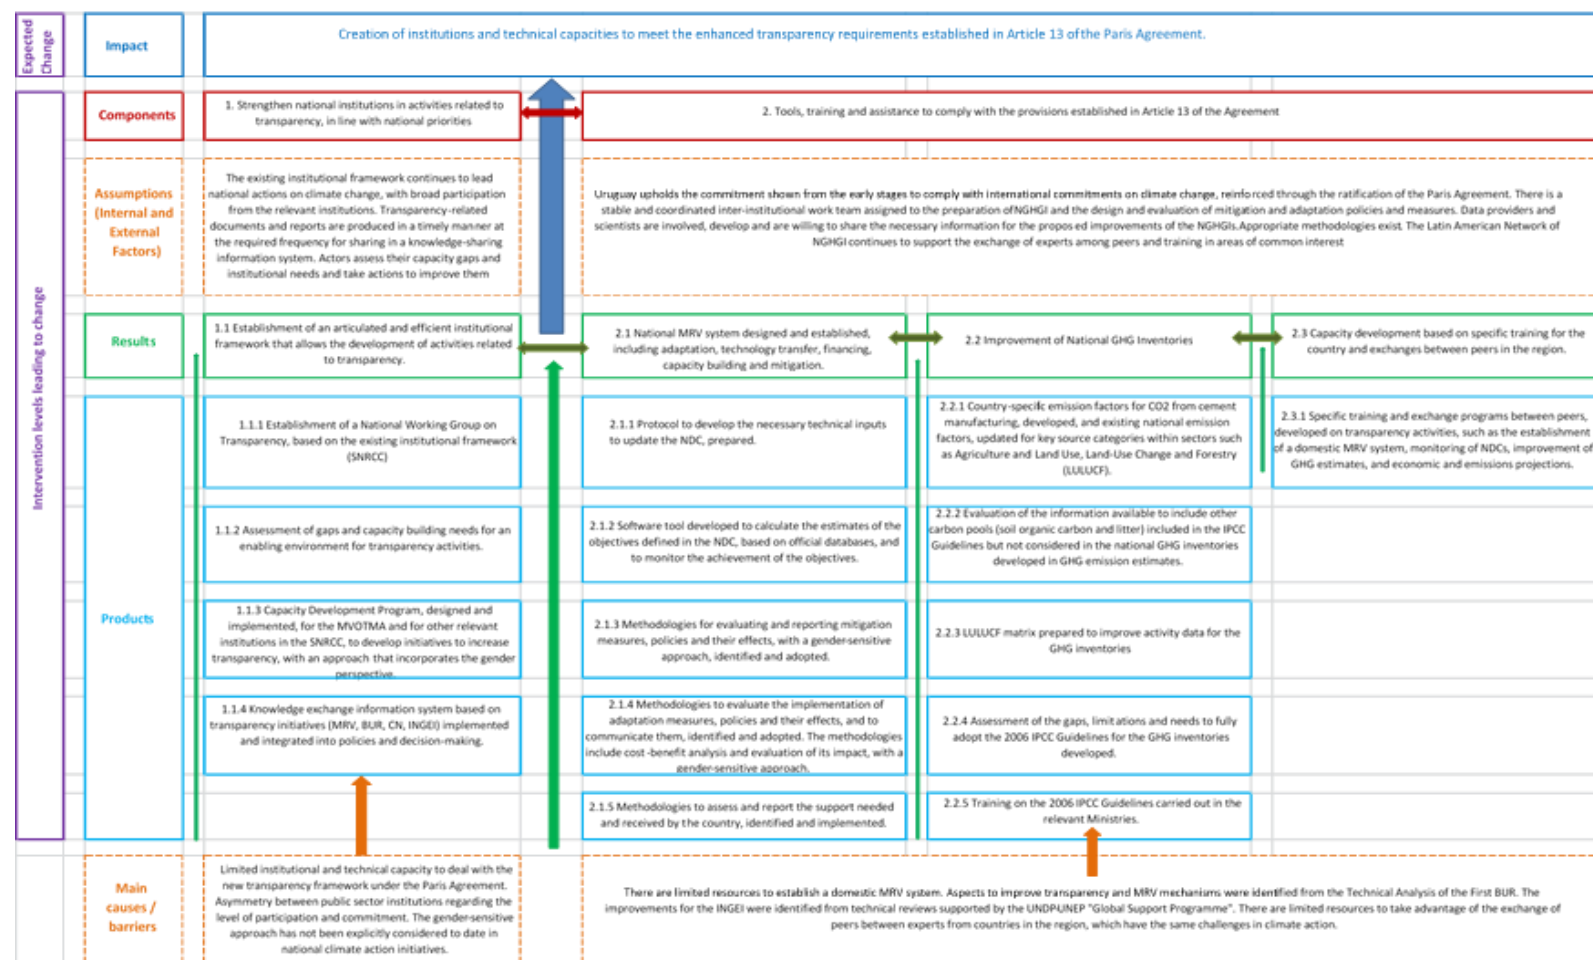 Expected
Change
Impact
Creation of institutions and technical capacities to meet the enhanced transparency requirements established in Article 13 of the Paris Agreement.
Intervention levels leading to change
Components
1. Strengthen national institutions in activities related to
transparency, in line with national priorities
2. Tools, training and assistance to comply with the provisions established in Article 13 of the Agreement
Assumptions
(Internal and
External
Factors)
The existing institutional framework continues to lead
national actions on climate change, with broad participation
from the relevant institutions. Transparency-related
documents and reports are produced in a timely manner at
the required frequency for sharing in a knowledge-sharing
information system. Actors assess their capacity gaps and
institutional needs and take actions to improve them
Uruguay upholds the commitment shown from the early stages to comply with international commitments on climate change, reinforced through the ratification of the Paris Agreement. There is a
stable and coordinated inter-institutional work team assigned to the preparation of NGHGI and the design and evaluation of mitigation and adaptation policies and measures. Data providers and
scientists are involved, develop and are willing to share the necessary information for the proposed improvements of the NGHGIs. Appropriate methodologies exist. The Latin American Network of
NGHGI continues to support the exchange of experts among peers and training in areas of common interest
Results
1.1 Establishment of an articulated and efficient institutional
framework that allows the development of activities related
to transparency.
2.1 National MRV system designed and established,
including adaptation, technology transfer, financing,
capacity building and mitigation.
2.2 Improvement of National GHG Inventories
2.3 Capacity development based on specific training for the
country and exchanges between peers in the region.
Products
1.1.1 Establishment of a National Working Group on
Transparency, based on the existing institutional framework
(SNRCC)
2.1.1 Protocol to develop the necessary technical inputs
to update the NDC, prepared.
2.2.1 Country-specific emission factors for CO2 from cement
manufacturing, developed, and existing national emission
factors, updated for key source categories within sectors such
as Agriculture and Land Use, Land-Use Change and Forestry
(LULUCF).
2.3.1 Specific training and exchange programs between peers,
developed on transparency activities, such as the establishment
of a domestic MRV system, monitoring of NDCs, improvement of
GHG estimates, and economic and emissions projections.
1.1.2 Assessment of gaps and capacity building needs for an
enabling environment for transparency activities.
2.1.2 Software tool developed to calculate the estimates of the
objectives defined in the NDC, based on official databases, and
to monitor the achievement of the objectives.
2.2.2 Evaluation of the information available to include other
carbon pools (soil organic carbon and litter) included in the IPCC
Guidelines but not considered in the national GHG inventories
developed in GHG emission estimates.
1.1.3 Capacity Development Program, designed and
implemented, for the MVOTMA and for other relevant
institutions in the SNRCC, to develop initiatives to increase
transparency, with an approach that incorporates the gender
perspective.
2.1.3 Methodologies for evaluating and reporting mitigation
measures, policies and their effects, with a gender-sensitive
approach, identified and adopted.
2.2.3 LULUCF matrix prepared to improve activity data for the
GHG inventories
1.1.4 Knowledge exchange information system based on
transparency initiatives (MRV, BUR, CN, INGEI) implemented
and integrated into policies and decision-making.
2.1.4 Methodologies to evaluate the implementation of
adaptation measures, policies and their effects, and to
communicate them, identified and adopted. The methodologies
include cost-benefit analysis and evaluation of its impact, with a
gender-sensitive approach.
2.2.4 Assessment of the gaps, limitations and needs to fully
adopt the 2006 IPCC Guidelines for the GHG inventories
developed.
2.1.5 Methodologies to assess and report the support needed
and received by the country, identified and implemented.
2.2.5 Training on the 2006 IPCC Guidelines carried out in the
relevant Ministries.
Main
causes /
barriers
Limited institutional and technical capacity to deal with the
new transparency framework under the Paris Agreement.
Asymmetry between public sector institutions regarding the
level of participation and commitment. The gender-sensitive
approach has not been explicitly considered to date in
national climate action initiatives.
There are limited resources to establish a domestic MRV system. Aspects to improve transparency and MRV mechanisms were identified from the Technical Analysis of the First BUR. The
improvements for the INGEI were identified from technical reviews supported by the UNDP-UNEP "Global Support Programme". There are limited resources to take advantage of the exchange of
peers between experts from countries in the region, which have the same challenges in climate action.